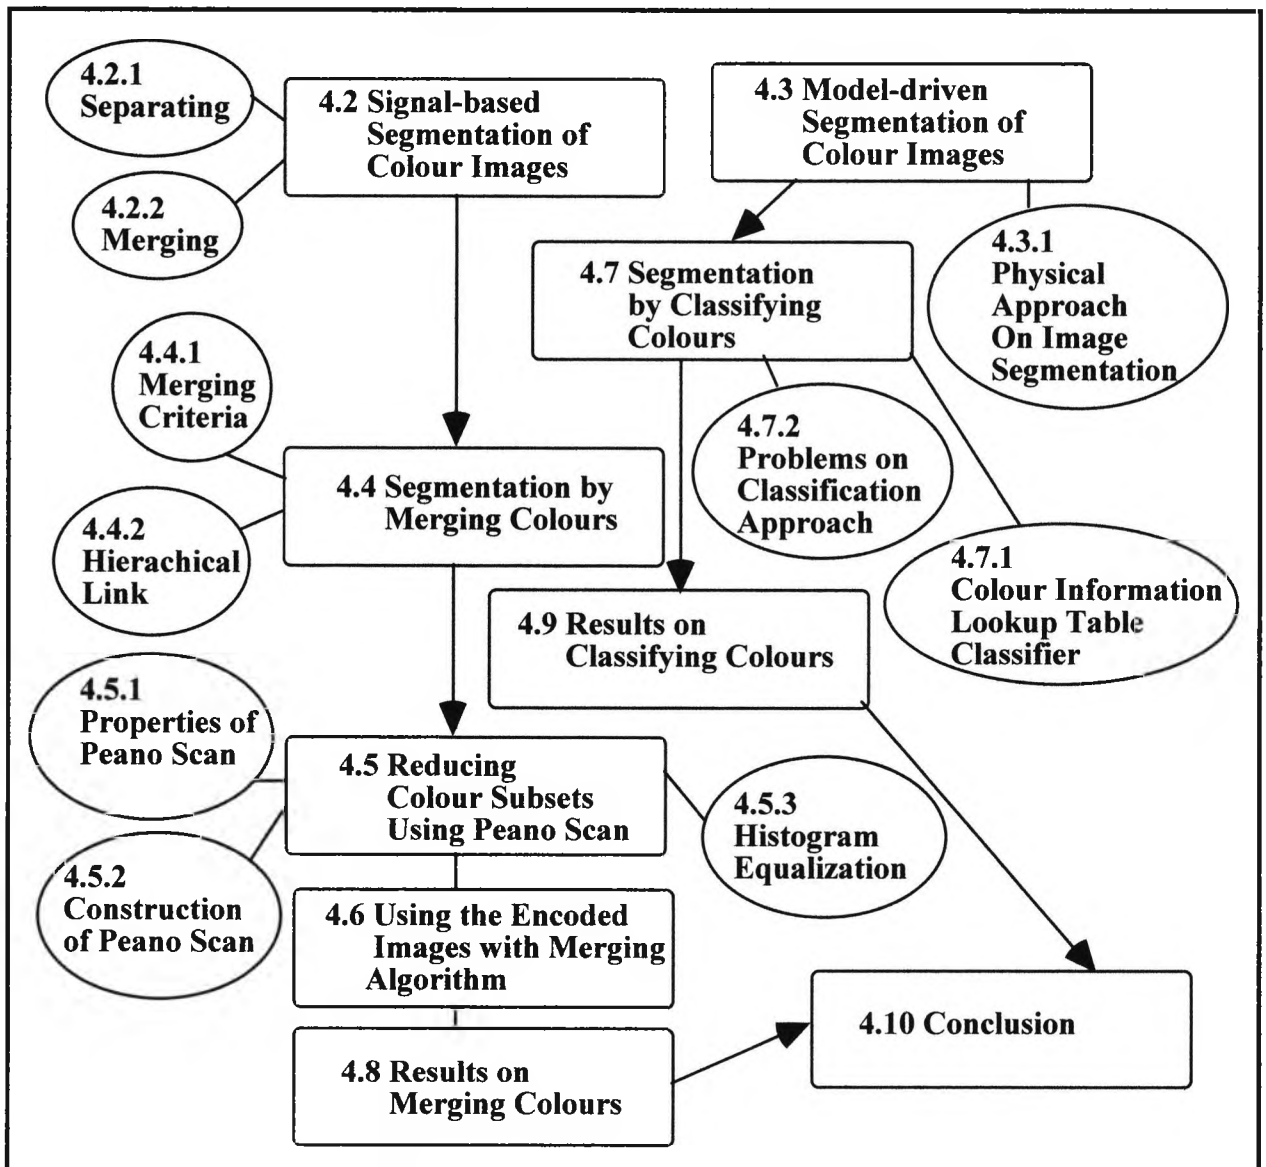 4.2.1
Separating
4.2 Signal-based
Segmentation of
Colour Images
4.3 Model-driven
Segmentation of
Colour Images
4.2.2
Merging
4.7 Segmentation
by Classifying
Colours
4.3.1
Physical
Approach
On Image
Segmentation
4.4.1
Merging
Criteria
4.7.2
Problems on
Classification
Approach
4.4 Segmentation by
Merging Colours
4.4.2
Hierachical
Link
4.7.1
Colour Information
Lookup Table
Classifier
4.9 Results on
Classifying Colours
4.5.1
Properties of
Peano Scan
4.5 Reducing
Colour Subsets
Using Peano Scan
4.5.3
Histogram
Equalization
4.5.2
Construction
of Peano Scan
4.6 Using the Encoded
Images with Merging
Algorithm
4.10 Conclusion
4.8 Results on
Merging Colours